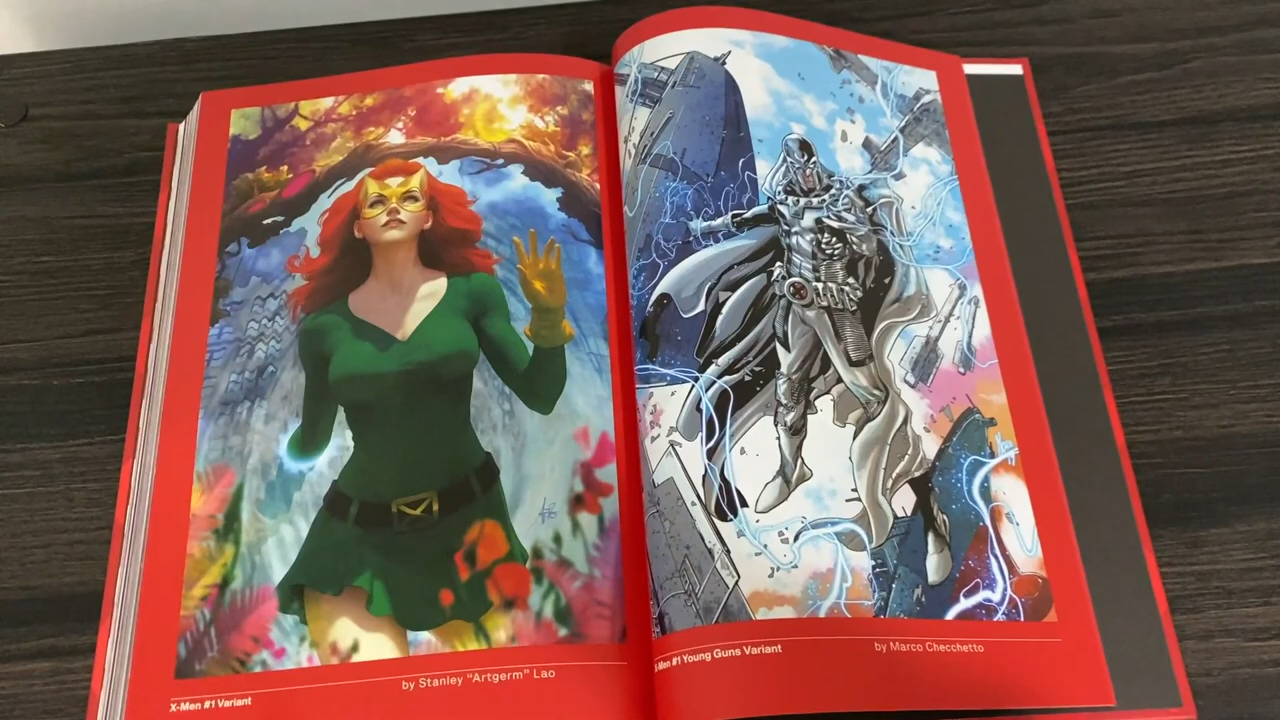 X-Men #1 Variant
by Stanley "Artgerm" Lao
X-Men #1 Young Guns Variant
by Marco Checchetto